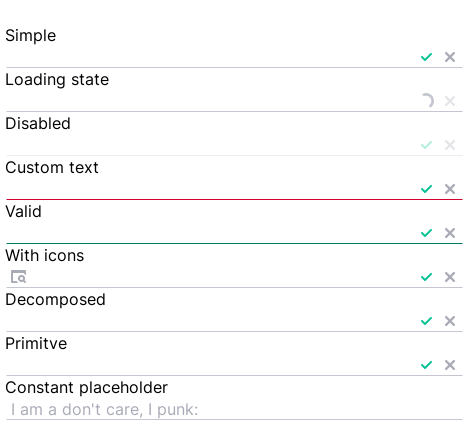 Simple
Loading state
Disabled
Custom text
Valid
With icons
Decomposed
Primitve
Constant placeholder
I am a don't care, I punk: